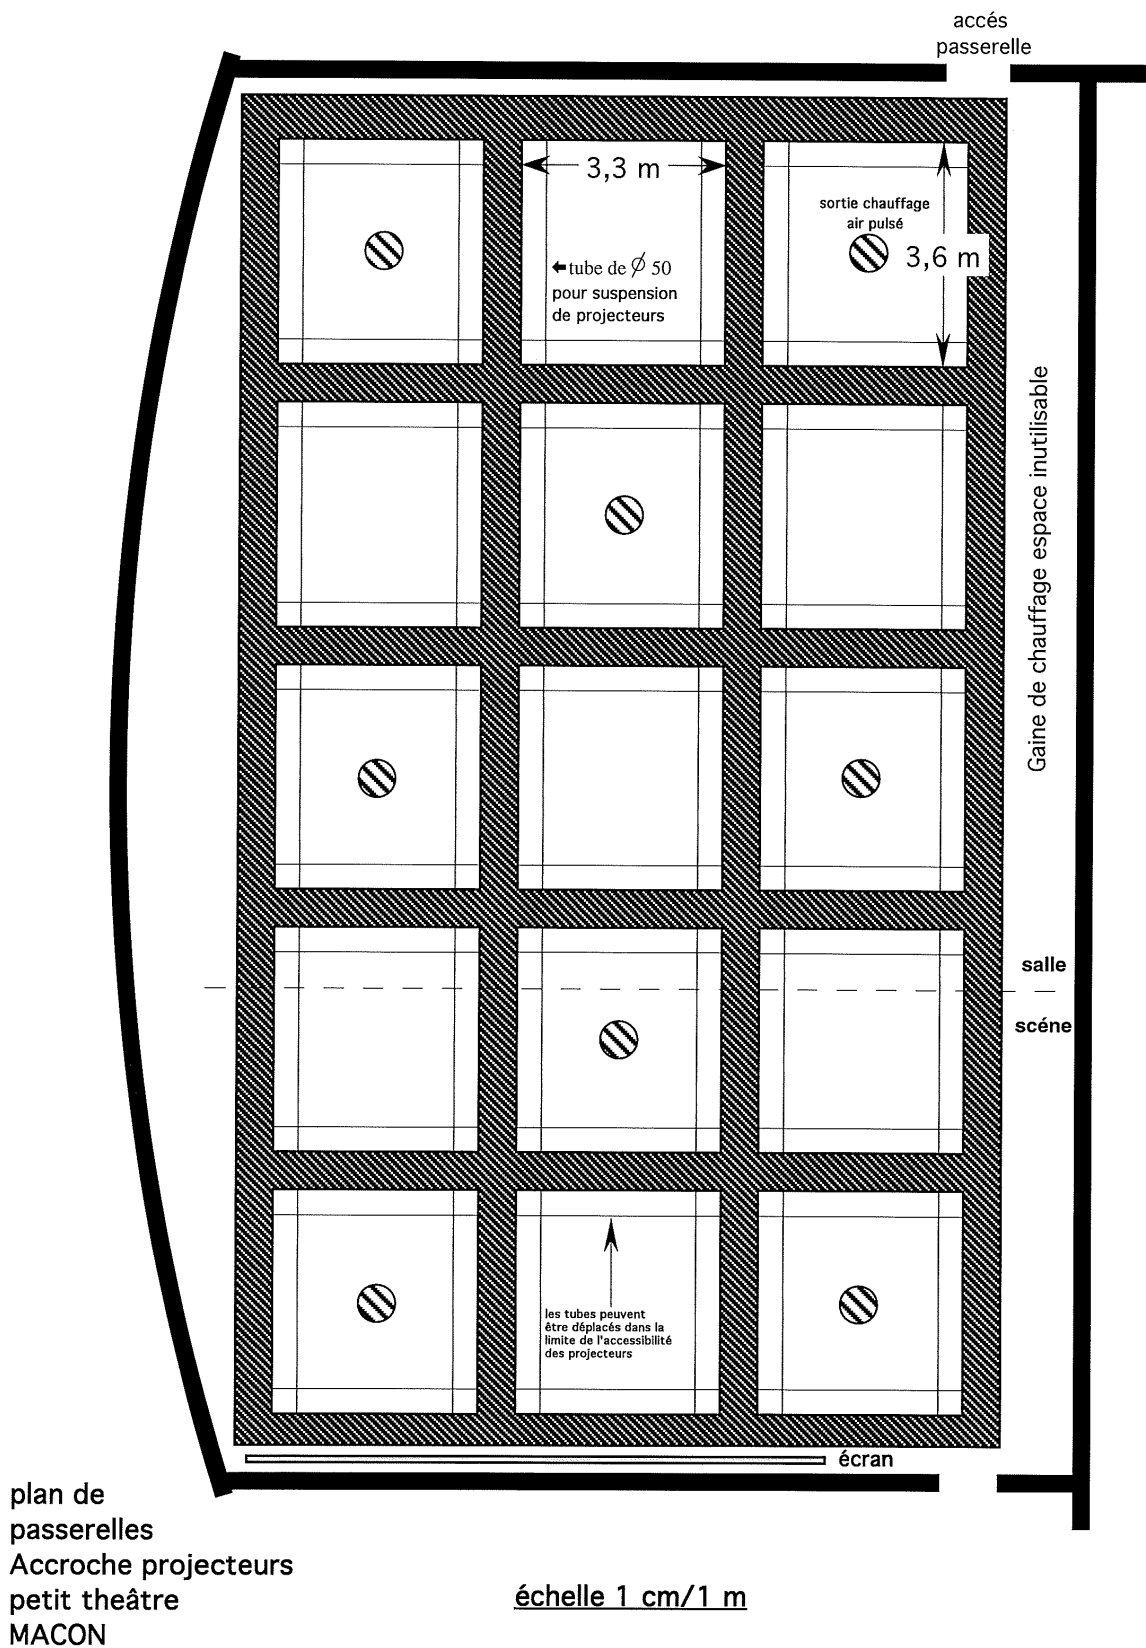 accés
passerelle
3,3 m
sortie chauffage
air pulsé
3,6 m
tube de Ø 50
pour suspension
de projecteurs
Gaine de chauffage espace inutilisable
salle
scéne
les tubes peuvent
être déplacés dans la
limite de l'accessibilité
des projecteurs
écran
plan de
passerelles
Accroche projecteurs
petit theâtre
MACON
échelle 1 cm/1 m